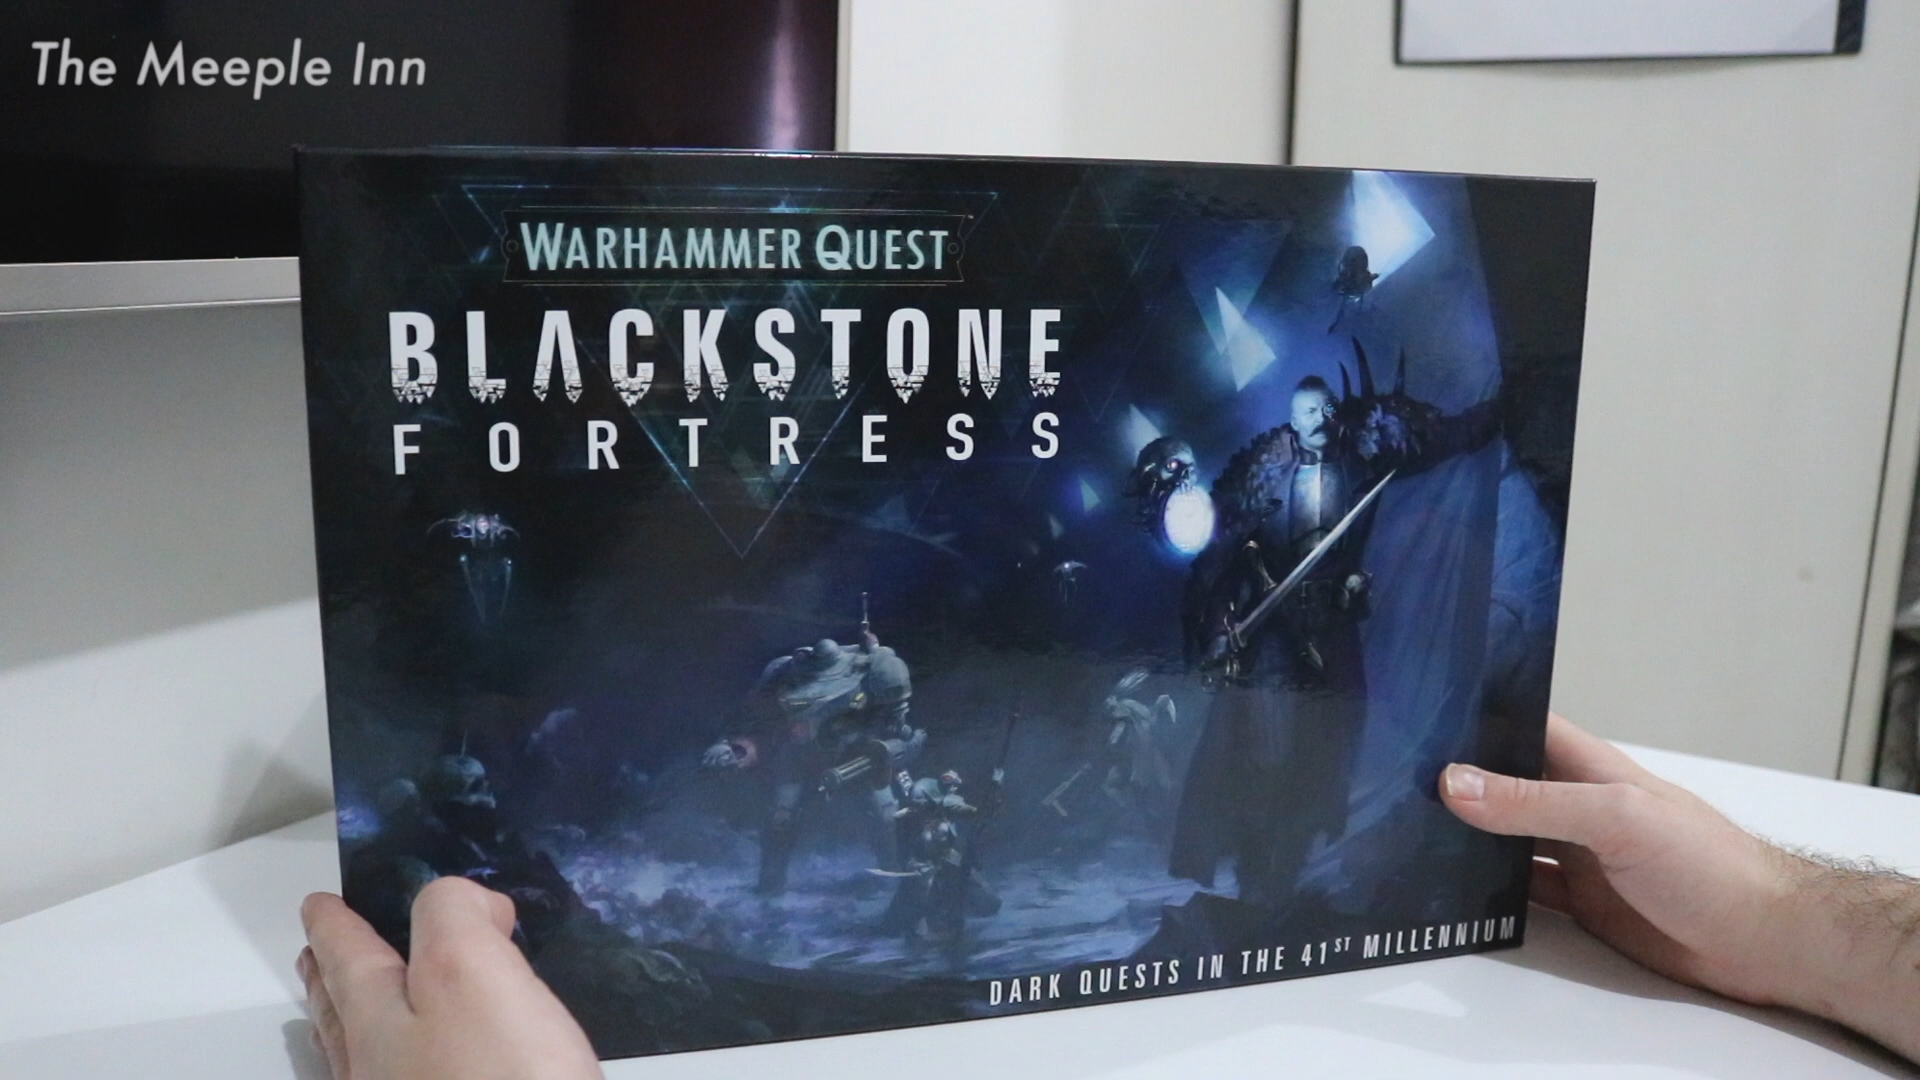 The Meeple Inn
WARHAMMER QUEST
BLACKSTONE
FORTRESS
DARK QUESTS IN THE 41ST MILLENNIUM